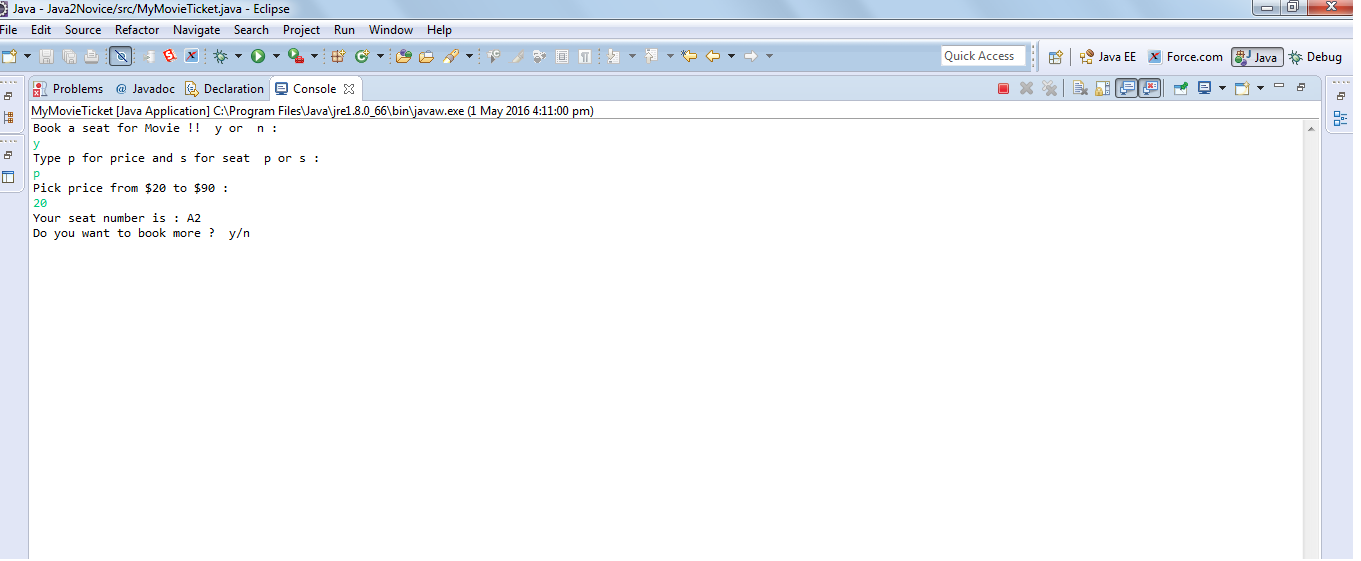 Java - Java2Novice/src/MyMovieTicket.java - Eclipse
File Edit Source Refactor Navigate Search Project Run Window Help
Quick Access Java EE Force.com Java Debug
Problems @ Javadoc Declaration Console
MyMovieTicket [Java Application] C:\Program Files\Java\jre1.8.0_66\bin\javaw.exe (1 May 2016 4:11:00 pm)
Book a seat for Movie !!  y or  n :
y
Type p for price and s for seat  p or s :
p
Pick price from $20 to $90 :
20
Your seat number is : A2
Do you want to book more ?  y/n